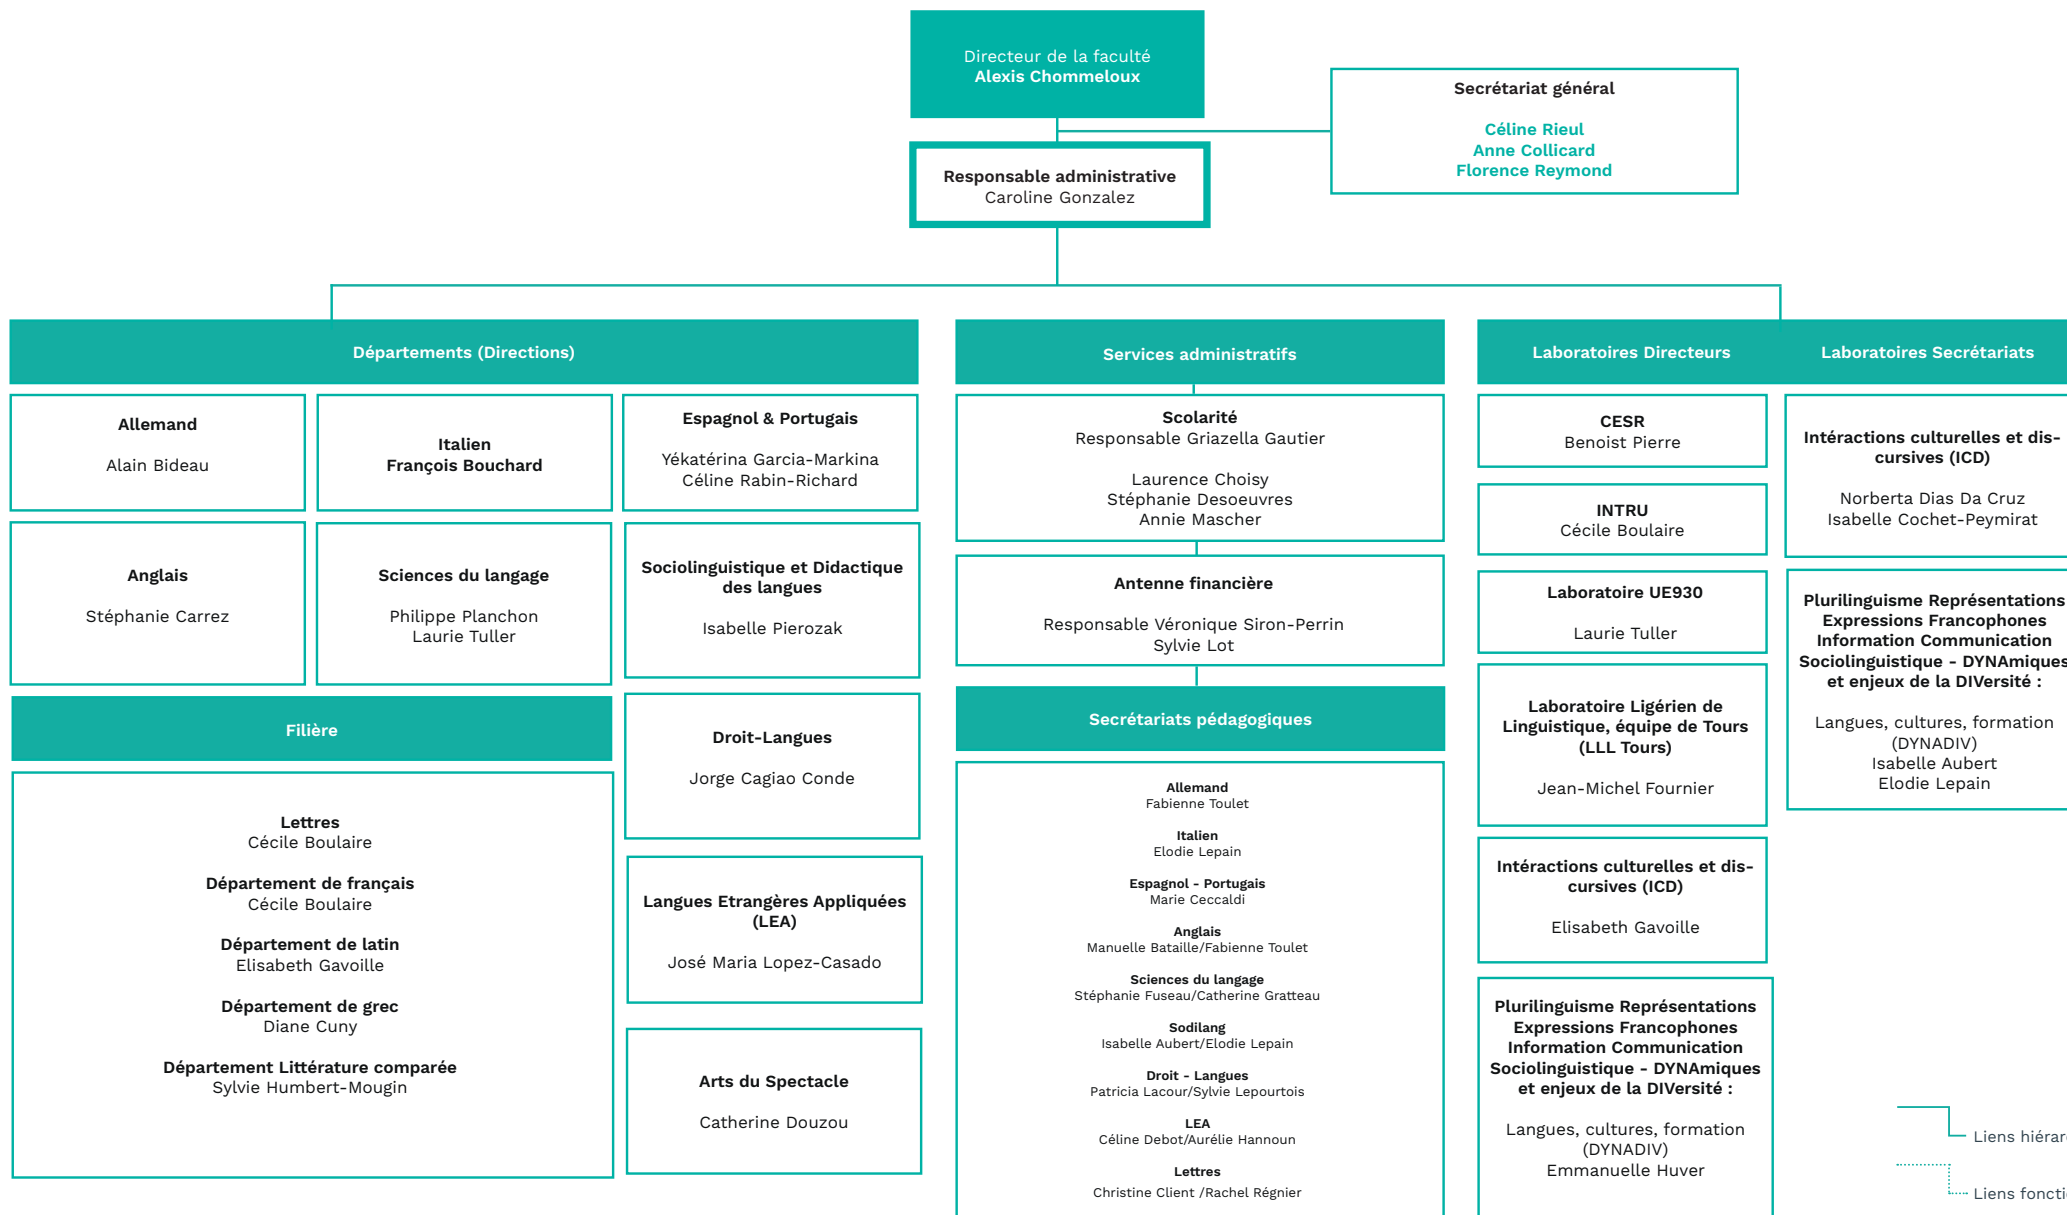 Directeur de la faculté
Alexis Chommeloux
Secrétariat général
Céline Rieul
Anne Collicard
Florence Reymond
Responsable administrative
Caroline Gonzalez
Départements (Directions)
Allemand
Alain Bideau
Italien
François Bouchard
Espagnol & Portugais
Yékatérina Garcia-Markina
Céline Rabin-Richard
Anglais
Stéphanie Carrez
Sciences du langage
Philippe Planchon
Laurie Tuller
Sociolinguistique et Didactique
des langues
Isabelle Pierozak
Droit-Langues
Jorge Cagiao Conde
Langues Etrangères Appliquées
(LEA)
José Maria Lopez-Casado
Arts du Spectacle
Catherine Douzou
Filière
Lettres
Cécile Boulaire
Département de français
Cécile Boulaire
Département de latin
Elisabeth Gavoille
Département de grec
Diane Cuny
Département Littérature comparée
Sylvie Humbert-Mougin
Services administratifs
Scolarité
Responsable Griazella Gautier
Laurence Choisy
Stéphanie Desoeuvres
Annie Mascher
Antenne financière
Responsable Véronique Siron-Perrin
Sylvie Lot
Secrétariats pédagogiques
Allemand
Fabienne Toulet
Italien
Elodie Lepain
Espagnol - Portugais
Marie Ceccaldi
Anglais
Manuelle Bataille/Fabienne Toulet
Sciences du langage
Stéphanie Fuseau/Catherine Gratteau
Sodilang
Isabelle Aubert/Elodie Lepain
Droit - Langues
Patricia Lacour/Sylvie Lepourtois
LEA
Céline Debot/Aurélie Hannoun
Lettres
Christine Client /Rachel Régnier
Laboratoires Directeurs
CESR
Benoist Pierre
INTRU
Cécile Boulaire
Laboratoire UE930
Laurie Tuller
Laboratoire Ligérien de
Linguistique, équipe de Tours
(LLL Tours)
Jean-Michel Fournier
Intéractions culturelles et dis-
cursives (ICD)
Elisabeth Gavoille
Plurilinguisme Représentations
Expressions Francophones
Information Communication
Sociolinguistique - DYNAmiques
et enjeux de la DIVersité :
Langues, cultures, formation
(DYNADIV)
Emmanuelle Huver
Laboratoires Secrétariats
Intéractions culturelles et dis-
cursives (ICD)
Norberta Dias Da Cruz
Isabelle Cochet-Peymirat
Plurilinguisme Représentations
Expressions Francophones
Information Communication
Sociolinguistique - DYNAmiques
et enjeux de la DIVersité :
Langues, cultures, formation
(DYNADIV)
Isabelle Aubert
Elodie Lepain
Liens
Liens